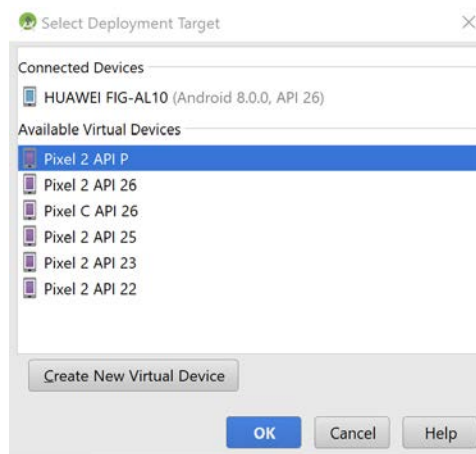 Select Deployment Target
Connected Devices
HUAWEI FIG-AL10 (Android 8.0.0, API 26)
Available Virtual Devices
Pixel 2 API P
Pixel 2 API 26
Pixel C API 26
Pixel 2 API 25
Pixel 2 API 23
Pixel 2 API 22
Create New Virtual Device
OK Cancel Help